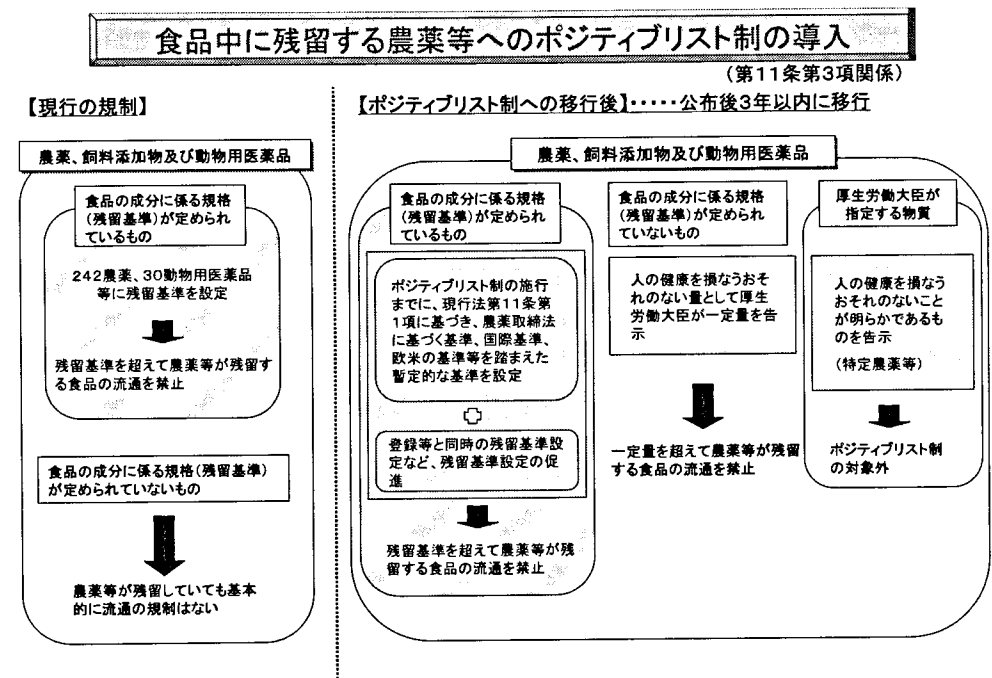 食品中に残留する農薬等へのポジティブリスト制の導入
(第11条第3項関係)
【現行の規制】
農薬、飼料添加物及び動物用医薬品
食品の成分に係る規格
(残留基準)が定められ
ているもの
242農薬、30動物用医薬品
等に残留基準を設定
残留基準を超えて農薬等が残留す
る食品の流通を禁止
食品の成分に係る規格(残留基準)
が定められていないもの
農薬等が残留していても基本
的に流通の規制はない
【ポジティブリスト制への移行後】・・・・・公布後3年以内に移行
農薬、飼料添加物及び動物用医薬品
食品の成分に係る規格
(残留基準)が定められ
ているもの
ポジティブリスト制の施行
までに、現行法第11条第
1項に基づき、農薬取締法
に基づく基準、国際基準、
欧米の基準等を踏まえた
暫定的な基準を設定
登録等と同時の残留基準設
定など、残留基準設定の促
進
残留基準を超えて農薬等が残
留する食品の流通を禁止
食品の成分に係る規格
(残留基準)が定められ
ていないもの
人の健康を損なうおそ
れのない量として厚生
労働大臣が一定量を告
示
一定量を超えて農薬等が残留
する食品の流通を禁止
厚生労働大臣が
指定する物質
人の健康を損なう
おそれのないこと
が明らかであるも
のを告示
(特定農薬等)
ポジティブリスト制
の対象外